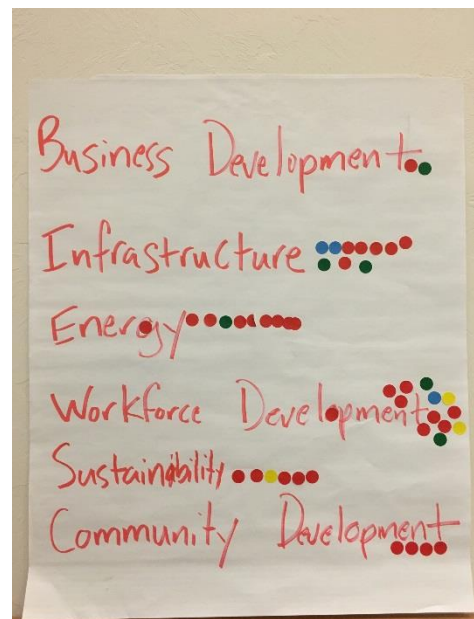 Business Development
Infrastructure
Energy
Workforce Development
Sustainability
Community Development